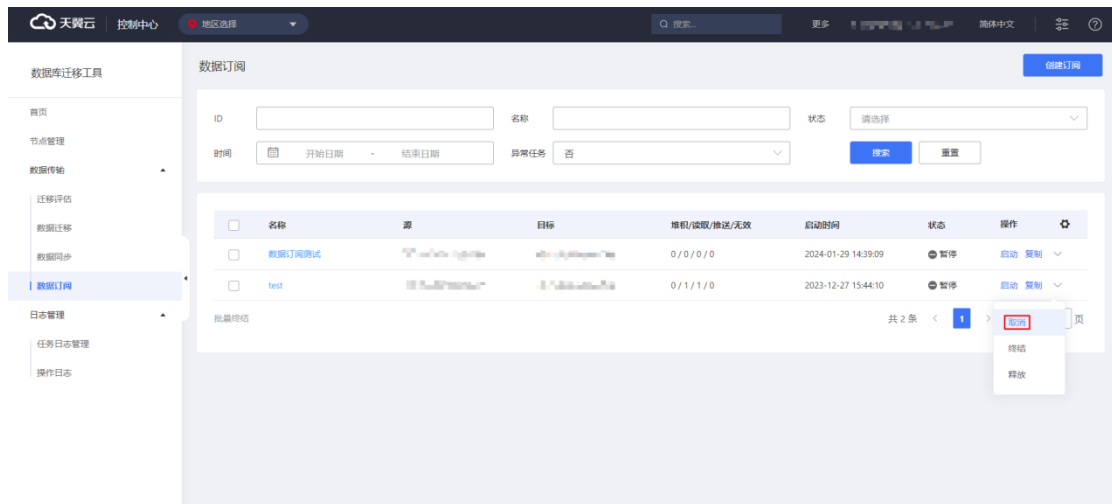 天翼云 控制中心 地区选择 搜索... 更多 简体中文
数据库迁移工具
首页
节点管理
数据传输
迁移评估
数据迁移
数据同步
数据订阅
日志管理
任务日志管理
操作日志
数据订阅 创建订阅
ID 名称 状态 请选择
时间 开始日期 - 结束日期 异常任务 否 搜索 重置
名称 源 目标 堆积/读取/推送/无效 启动时间 状态 操作
数据订阅测试 0 / 0 / 0 / 0 2024-01-29 14:39:09 暂停 启动 复制
test 0 / 1 / 1 / 0 2023-12-27 15:44:10 暂停 启动 复制
批量终结 共 2 条 1 页
取消
终结
释放